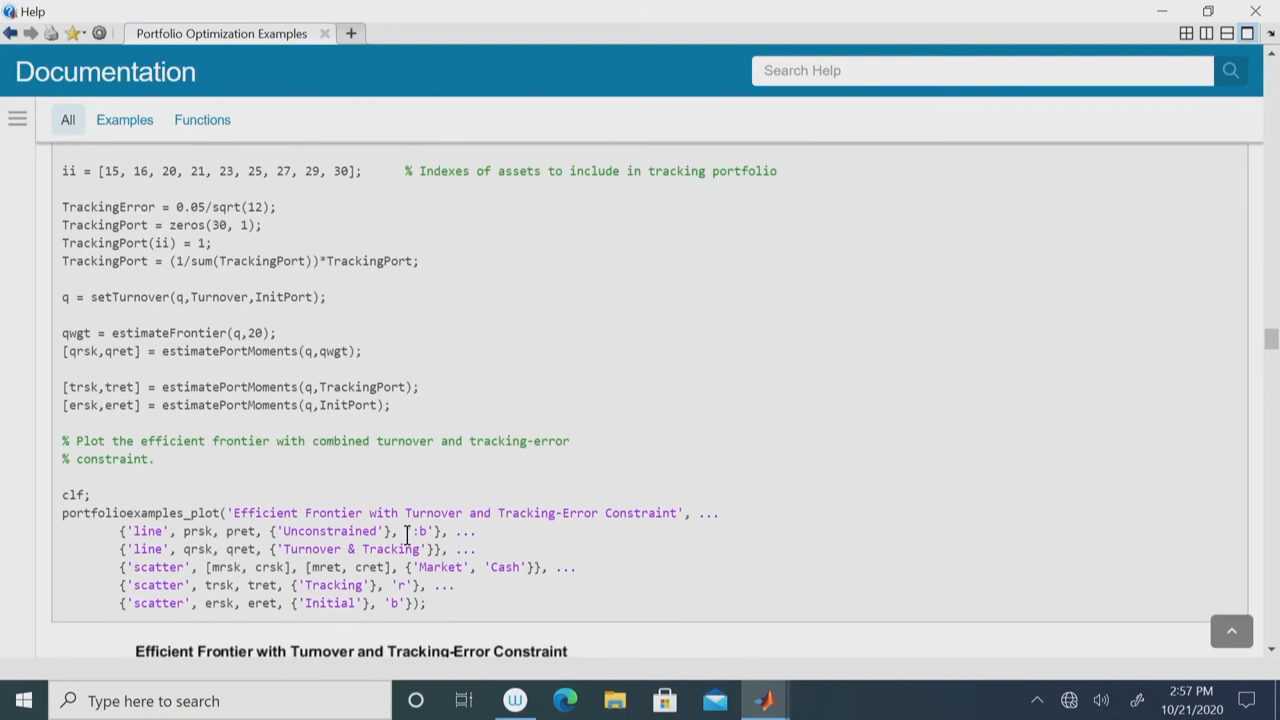 Help
Portfolio Optimization Examples
Documentation
Search Help
All Examples Functions
ii = [15, 16, 20, 21, 23, 25, 27, 29, 30]; % Indexes of assets to include in tracking portfolio
TrackingError = 0.05/sqrt(12);
TrackingPort = zeros(30, 1);
TrackingPort(ii) = 1;
TrackingPort = (1/sum(TrackingPort))*TrackingPort;
q = setTurnover(q,Turnover,InitPort);
qwgt = estimateFrontier(q,20);
[qrsk,qret] = estimatePortMoments(q,qwgt);
[trsk,tret] = estimatePortMoments(q,TrackingPort);
[ersk,eret] = estimatePortMoments(q,InitPort);
% Plot the efficient frontier with combined turnover and tracking-error
% constraint.
clf;
portfolioexamples_plot('Efficient Frontier with Turnover and Tracking-Error Constraint', ...
{'line', prsk, pret, {'Unconstrained'}, ':b'}, ...
{'line', qrsk, qret, {'Turnover & Tracking'}}, ...
{'scatter', [mrsk, crsk], [mret, cret], {'Market', 'Cash'}}, ...
{'scatter', trsk, tret, {'Tracking'}, 'r'}, ...
{'scatter', ersk, eret, {'Initial'}, 'b'});
Efficient Frontier with Turnover and Tracking-Error Constraint
Type here to search
2:57 PM
10/21/2020